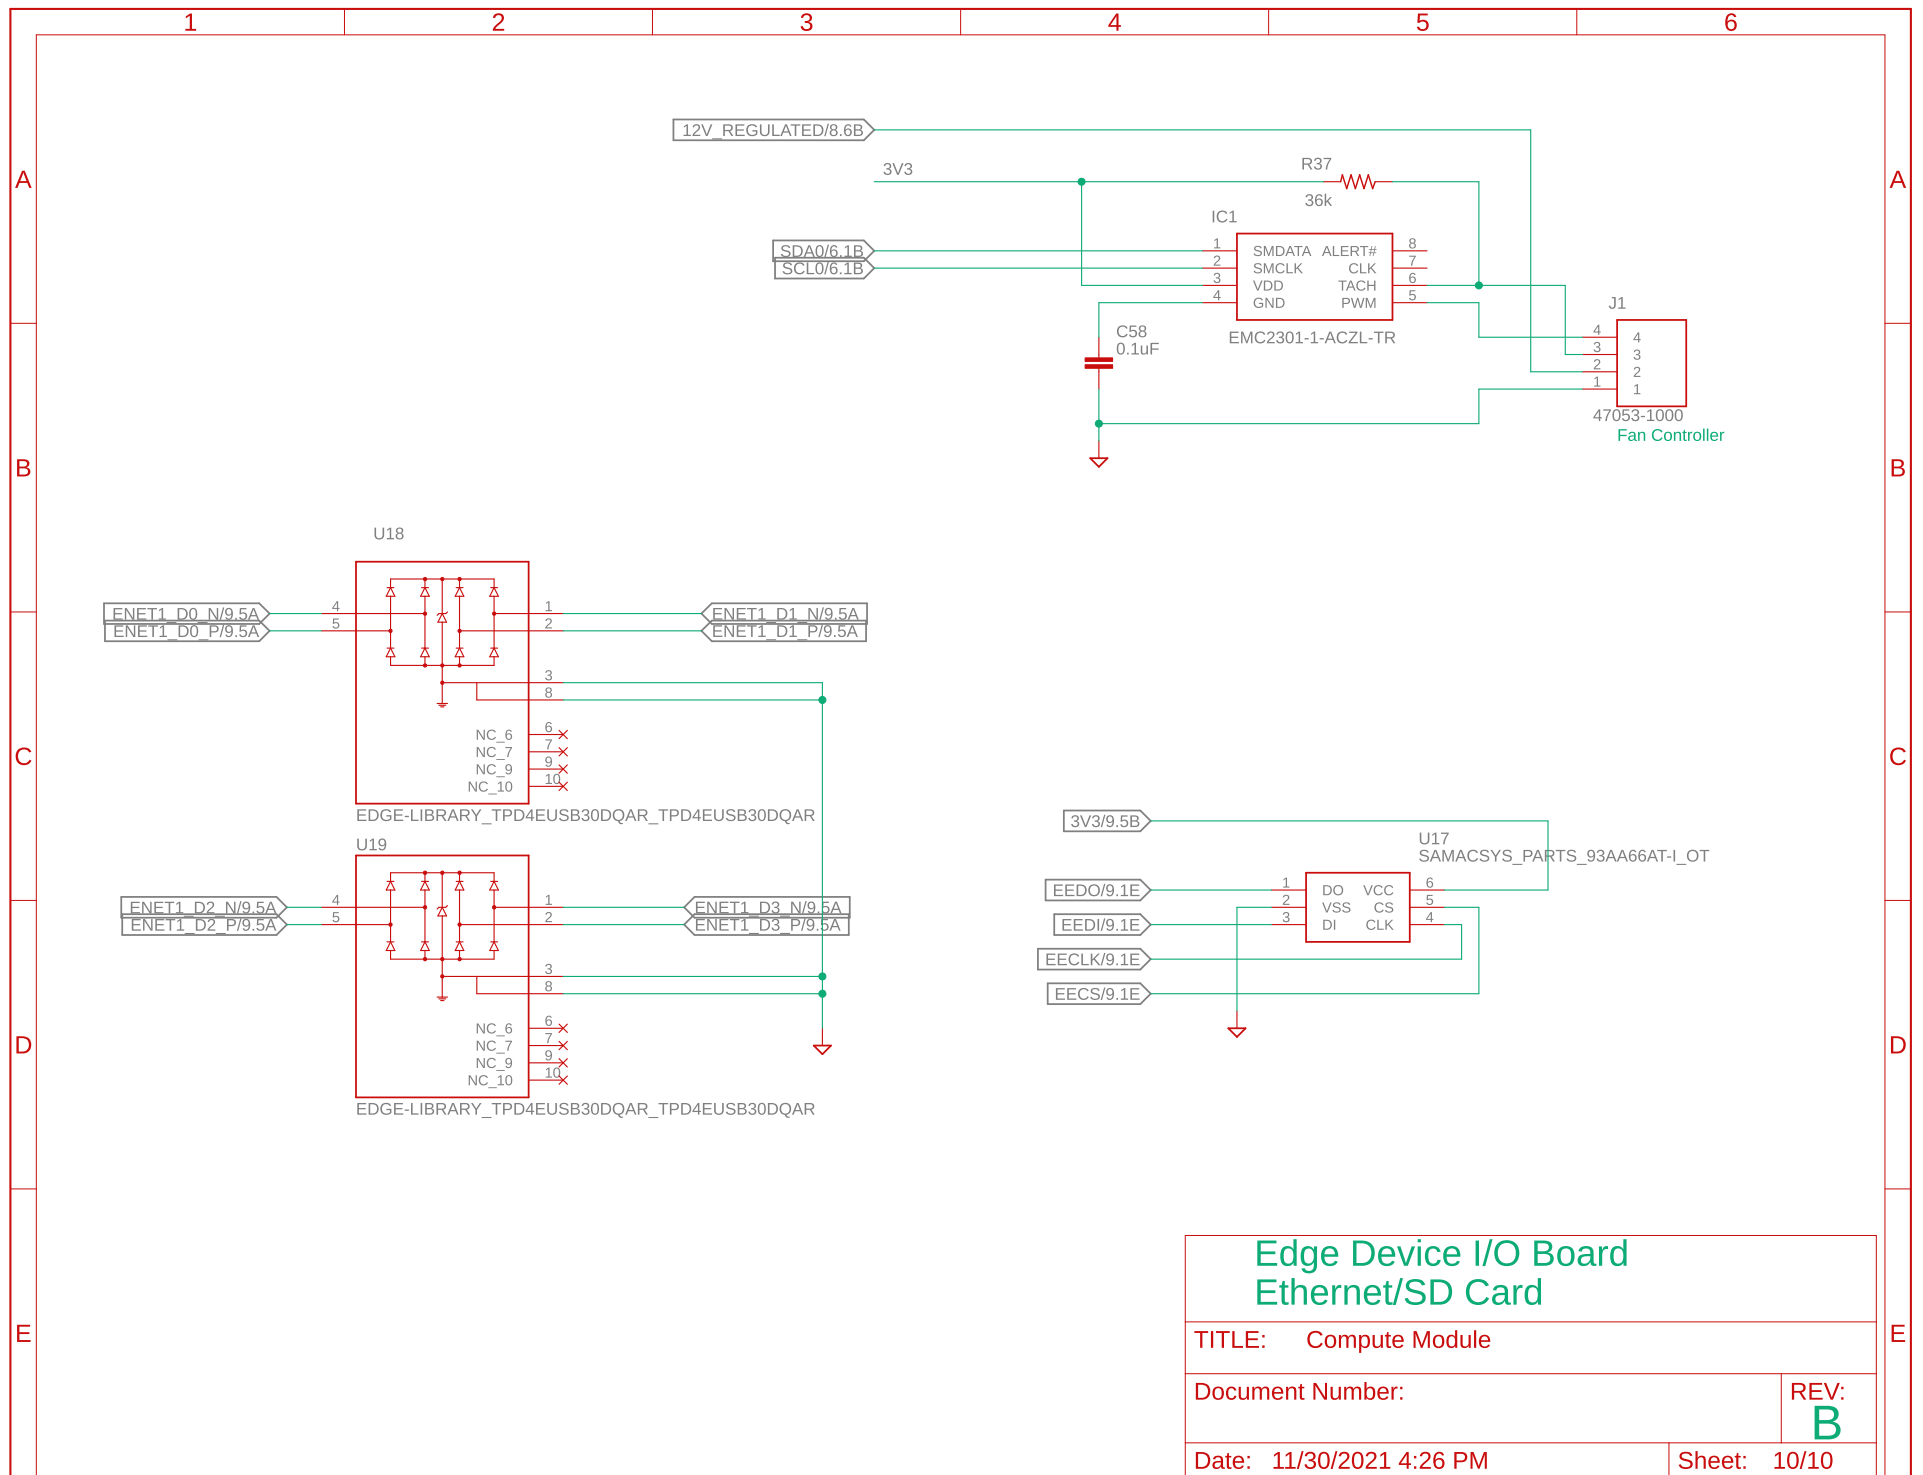 1 2 3 4 5 6
A A
12V_REGULATED/8.6B
3V3
R37
36k
IC1
SDA0/6.1B
SCL0/6.1B
1 SMDATA ALERT# 8
2 SMCLK CLK 7
3 VDD TACH 6
4 GND PWM 5
EMC2301-1-ACZL-TR
C58
0.1uF
J1
4 4
3 3
2 2
1 1
47053-1000
Fan Controller
B B
U18
ENET1_D0_N/9.5A 4 1 ENET1_D1_N/9.5A
ENET1_D0_P/9.5A 5 2 ENET1_D1_P/9.5A
3
8
NC_6 6
NC_7 7
NC_9 9
NC_10 10
EDGE-LIBRARY_TPD4EUSB30DQAR_TPD4EUSB30DQAR
C C
U19
ENET1_D2_N/9.5A 4 1 ENET1_D3_N/9.5A
ENET1_D2_P/9.5A 5 2 ENET1_D3_P/9.5A
3
8
NC_6 6
NC_7 7
NC_9 9
NC_10 10
EDGE-LIBRARY_TPD4EUSB30DQAR_TPD4EUSB30DQAR
3V3/9.5B
U17
SAMACSYS_PARTS_93AA66AT-I_OT
EEDO/9.1E 1 DO VCC 6
2 VSS CS 5
EEDI/9.1E 3 DI CLK 4
EECLK/9.1E
EECS/9.1E
D D
E E
Edge Device I/O Board
Ethernet/SD Card
TITLE: Compute Module
Document Number:
REV:
B
Date: 11/30/2021 4:26 PM
Sheet: 10/10